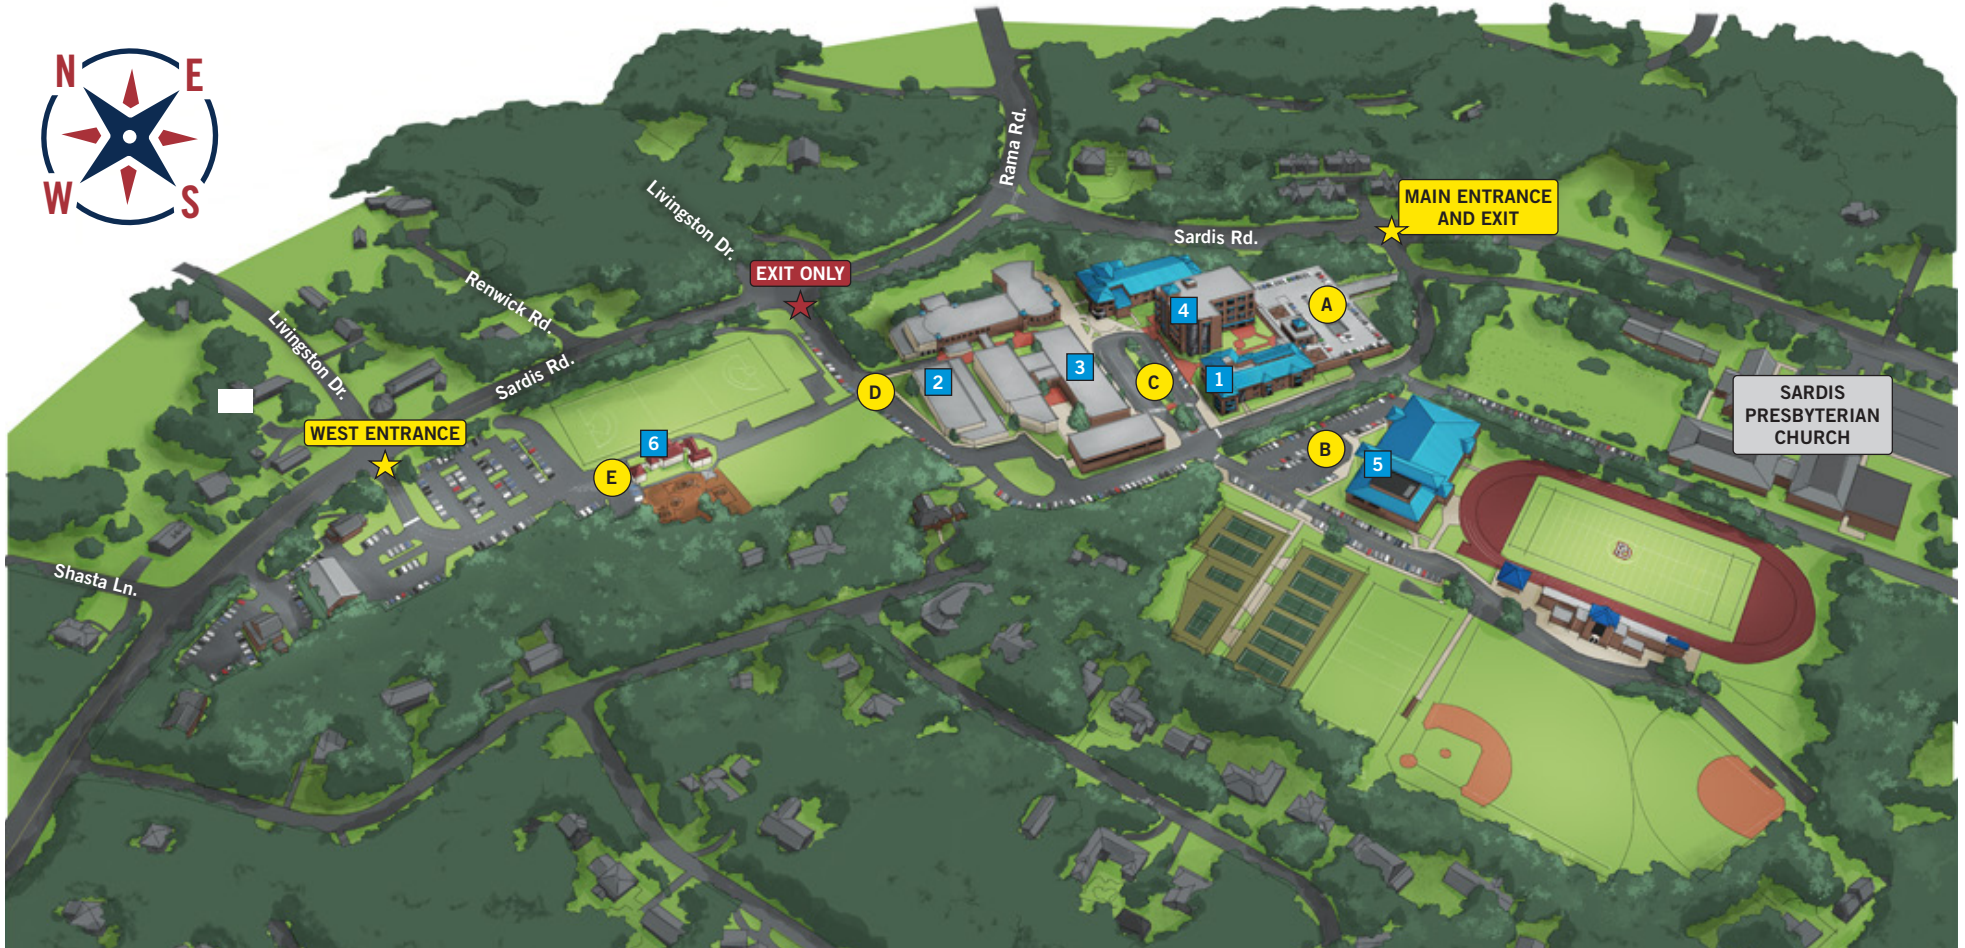 N
E
W
S
Rama Rd.
Livingston Dr.
MAIN ENTRANCE
AND EXIT
Sardis Rd.
EXIT ONLY
Renwick Rd.
Livingston Dr.
Sardis Rd.
A
4
3
C
1
2
D
SARDIS
PRESBYTERIAN
CHURCH
WEST ENTRANCE
6
B
5
E
Shasta Ln.